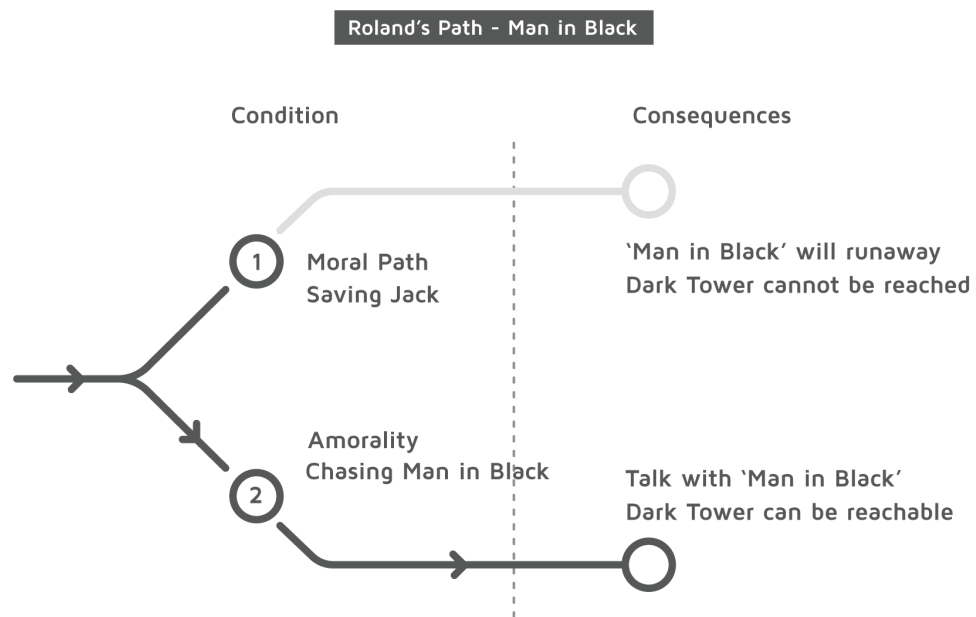 Roland’s Path - Man in Black
Condition
Consequences
1
Moral Path
Saving Jack
‘Man in Black’ will runaway
Dark Tower cannot be reached
2
Amorality
Chasing Man in Black
Talk with ‘Man in Black’
Dark Tower can be reachable